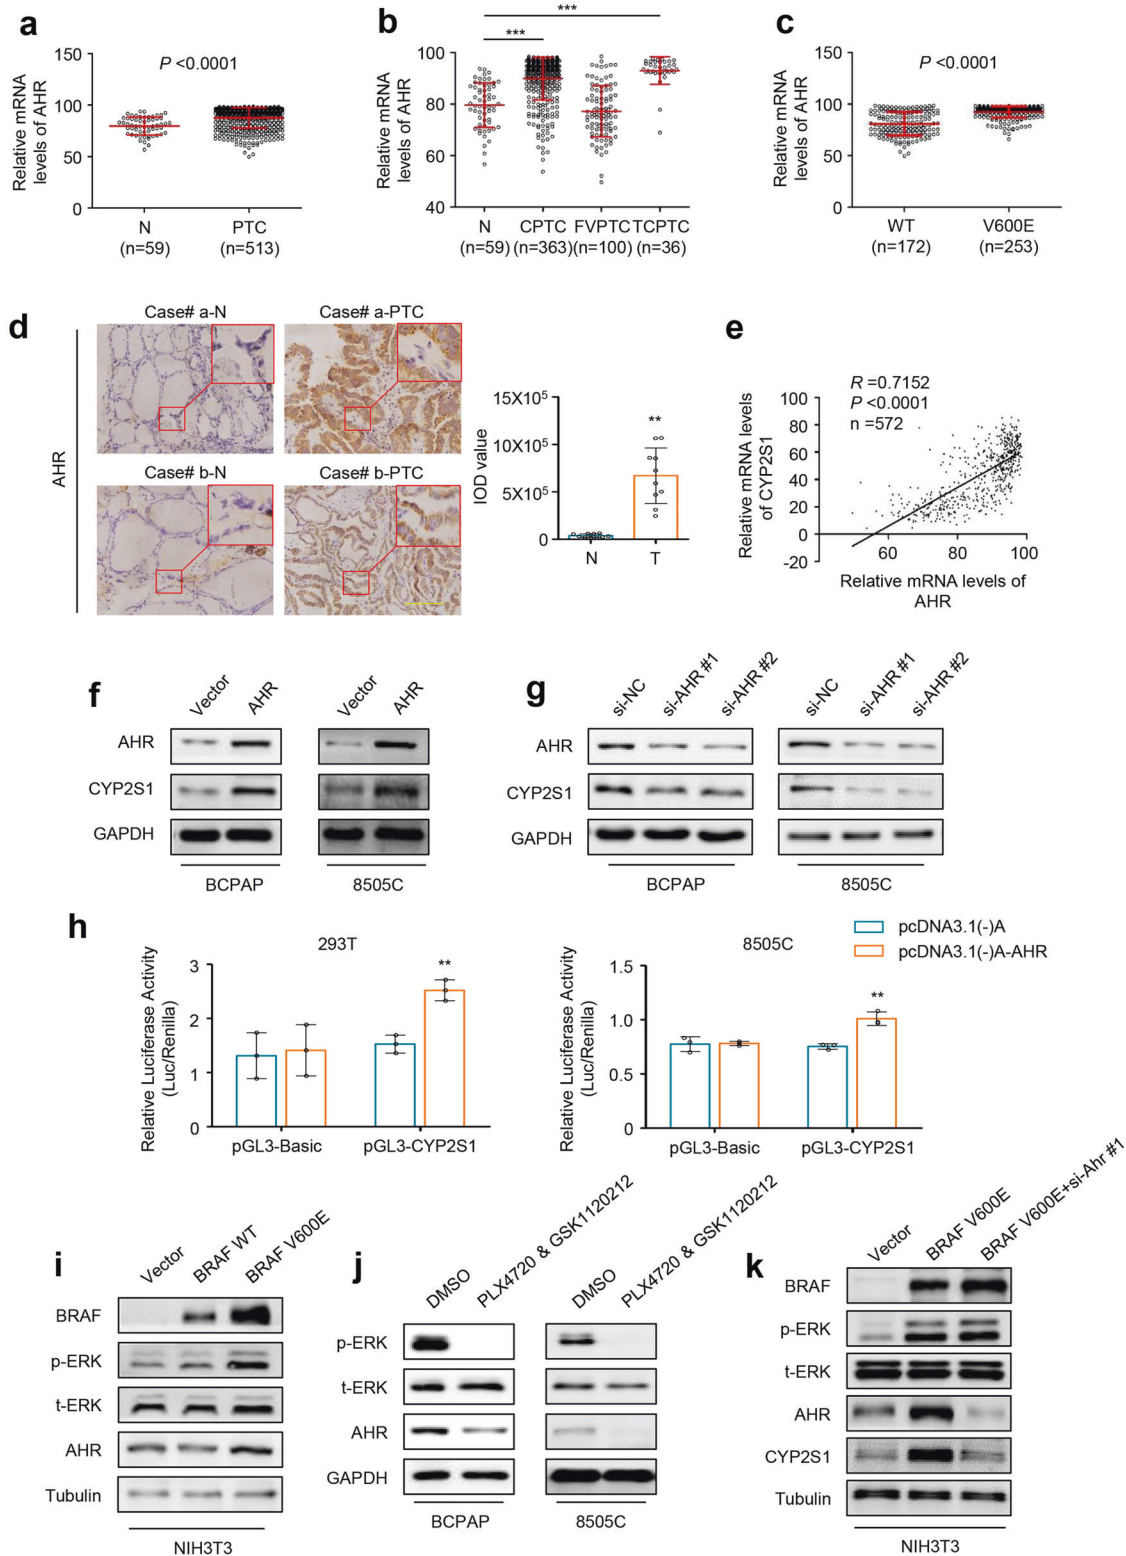 a
Relative mRNA
levels of AHR
150
100
50
0
P <0.0001
N
(n=59)
PTC
(n=513)
b
Relative mRNA
levels of AHR
100
80
60
40
***
***
N
(n=59)
CPTC
(n=363)
FVPTC
(n=100)
TCPTC
(n=36)
c
Relative mRNA
levels of AHR
150
100
50
0
P <0.0001
WT
(n=172)
V600E
(n=253)
d
AHR
Case# a-N
Case# a-PTC
Case# b-N
Case# b-PTC
IOD value
15X10⁵
10X10⁵
5X10⁵
0
**
N
T
e
Relative mRNA levels
of CYP2S1
100
80
60
40
20
0
-20
R =0.7152
P <0.0001
n =572
60
80
100
Relative mRNA levels of
AHR
f
Vector
AHR
Vector
AHR
AHR
CYP2S1
GAPDH
BCPAP
8505C
g
si-NC
si-AHR #1
si-AHR #2
si-NC
si-AHR #1
si-AHR #2
AHR
CYP2S1
GAPDH
BCPAP
8505C
h
293T
Relative Luciferase Activity
(Luc/Renilla)
3
2
1
0
**
pGL3-Basic
pGL3-CYP2S1
8505C
Relative Luciferase Activity
(Luc/Renilla)
1.5
1.0
0.5
0
**
pGL3-Basic
pGL3-CYP2S1
pcDNA3.1(-)A
pcDNA3.1(-)A-AHR
i
Vector
BRAF WT
BRAF V600E
BRAF
p-ERK
t-ERK
AHR
Tubulin
NIH3T3
j
DMSO
PLX4720 & GSK1120212
DMSO
PLX4720 & GSK1120212
p-ERK
t-ERK
AHR
GAPDH
BCPAP
8505C
k
Vector
BRAF V600E
BRAF V600E+si-Ahr #1
BRAF
p-ERK
t-ERK
AHR
CYP2S1
Tubulin
NIH3T3